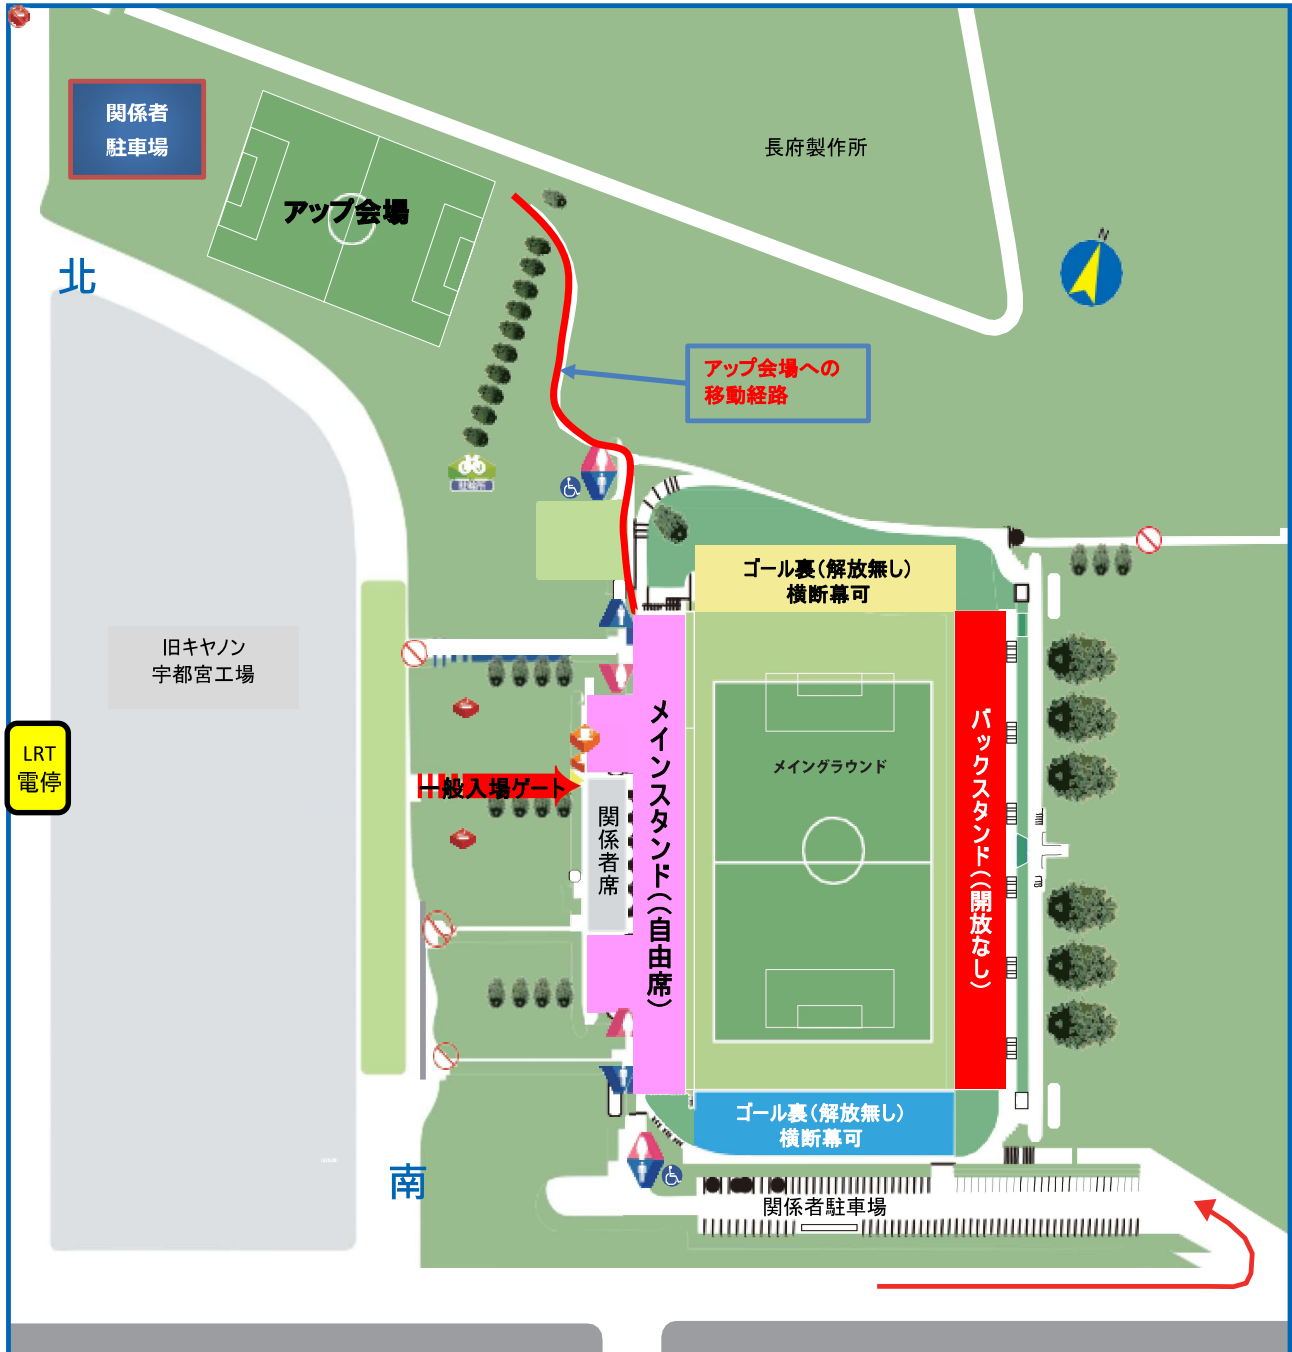 関係者
駐車場
長府製作所
アップ会場
N
北
アップ会場への
移動経路
駐輪所
ゴール裏（解放無し）
横断幕可
旧キヤノン
宇都宮工場
LRT
電停
一般入場ゲート
関係者席
メインスタンド（（自由席）
メイングラウンド
バックスタンド（（開放なし）
ゴール裏（解放無し）
横断幕可
南
関係者駐車場